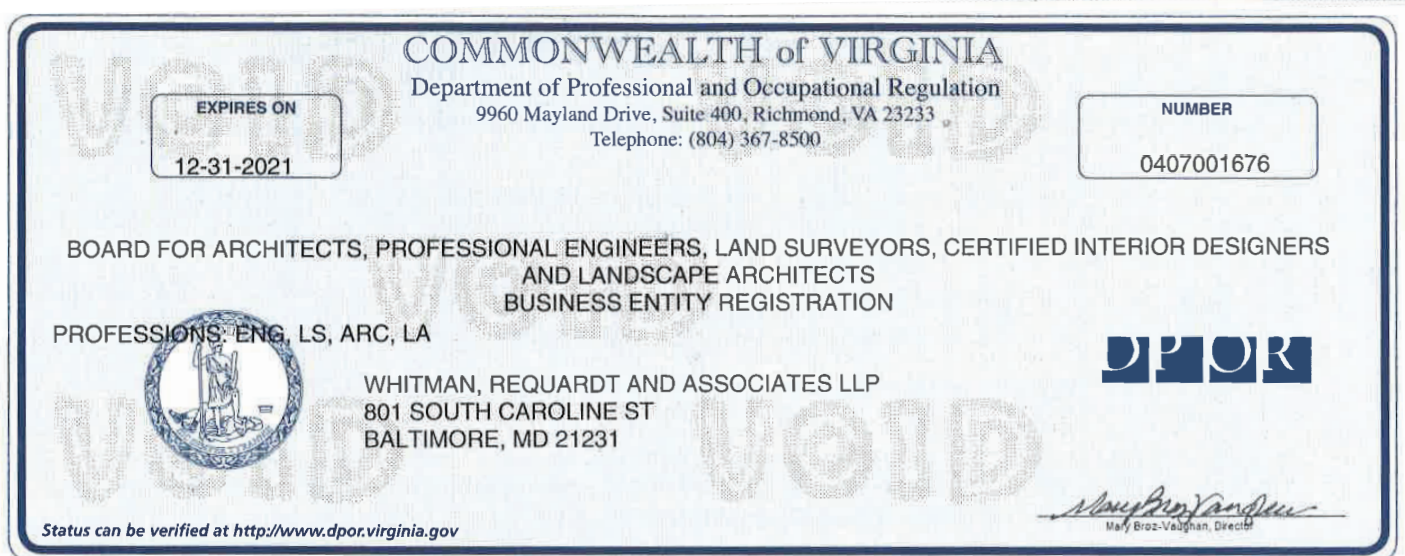 COMMONWEALTH of VIRGINIA
Department of Professional and Occupational Regulation
9960 Mayland Drive, Suite 400, Richmond, VA 23233
Telephone: (804) 367-8500
EXPIRES ON
12-31-2021
NUMBER
0407001676
VOID VOID
BOARD FOR ARCHITECTS, PROFESSIONAL ENGINEERS, LAND SURVEYORS, CERTIFIED INTERIOR DESIGNERS
AND LANDSCAPE ARCHITECTS
BUSINESS ENTITY REGISTRATION
VOID
PROFESSIONS: ENG, LS, ARC, LA
DPOR
WHITMAN, REQUARDT AND ASSOCIATES LLP
801 SOUTH CAROLINE ST
BALTIMORE, MD 21231
VOID VOID
Mary Broz-Vaughan, Director
Status can be verified at http://www.dpor.virginia.gov